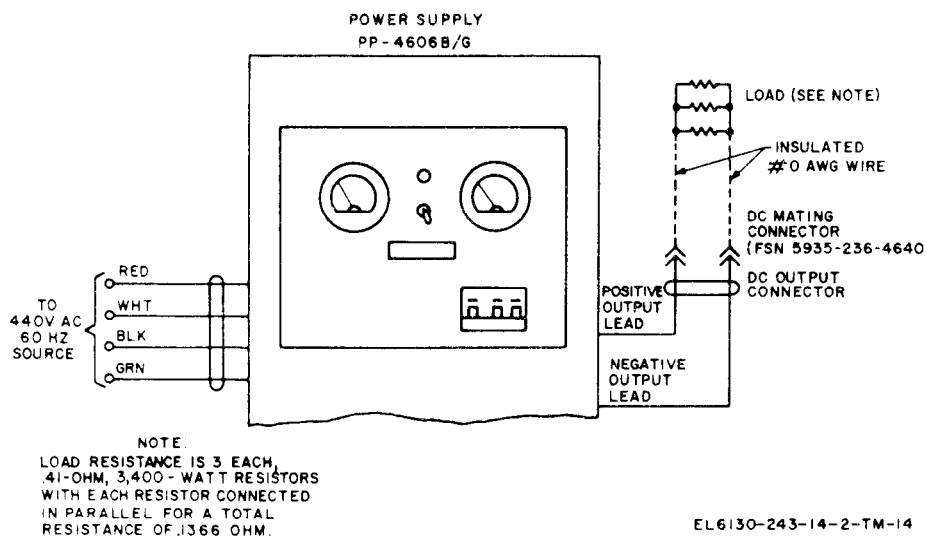 POWER SUPPLY
PP-4606B/G
LOAD (SEE NOTE)
INSULATED
#0 AWG WIRE
DC MATING
CONNECTOR
(FSN 5935-236-4640
DC OUTPUT
CONNECTOR
POSITIVE
OUTPUT
LEAD
NEGATIVE
OUTPUT
LEAD
TO
440V AC
60 HZ
SOURCE
RED
WHT
BLK
GRN
NOTE:
LOAD RESISTANCE IS 3 EACH,
.41-OHM, 3,400-WATT RESISTORS
WITH EACH RESISTOR CONNECTED
IN PARALLEL FOR A TOTAL
RESISTANCE OF .1366 OHM.
EL6130-243-14-2-TM-14